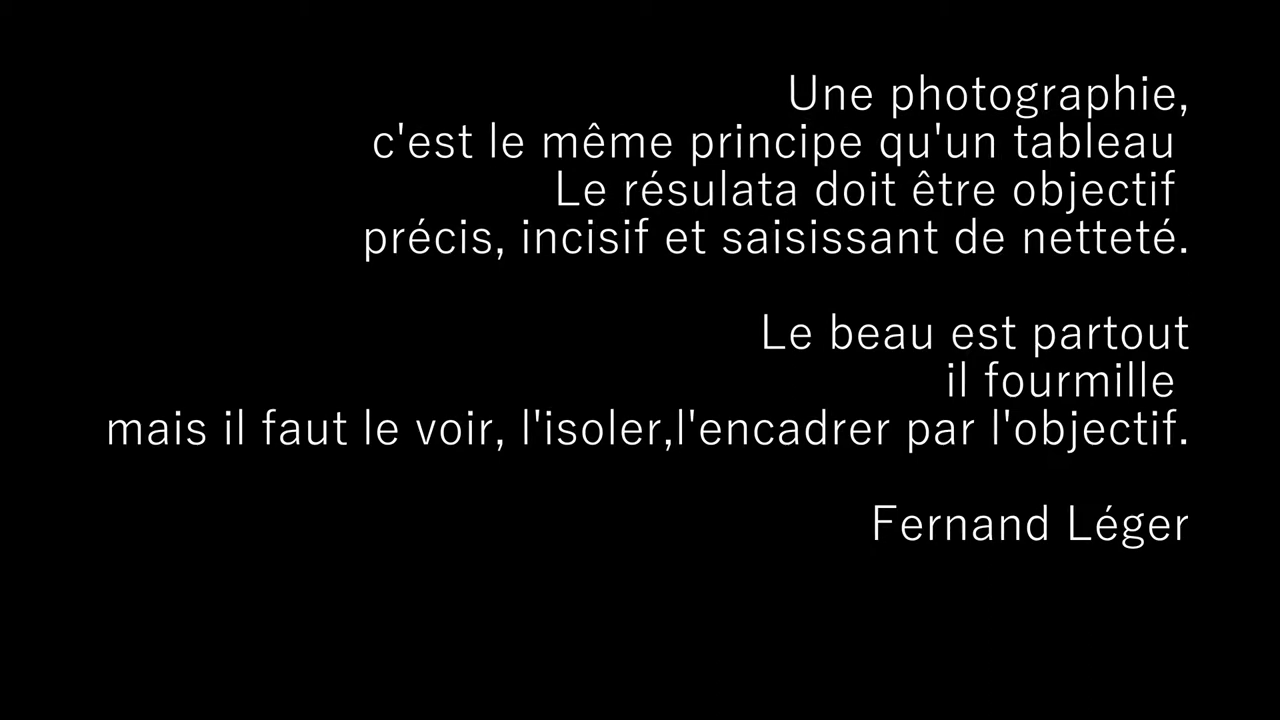 Une photographie,
c'est le même principe qu'un tableau
Le résulata doit être objectif
précis, incisif et saisissant de netteté.
Le beau est partout
il fourmille
mais il faut le voir, l'isoler,l'encadrer par l'objectif.
Fernand Léger